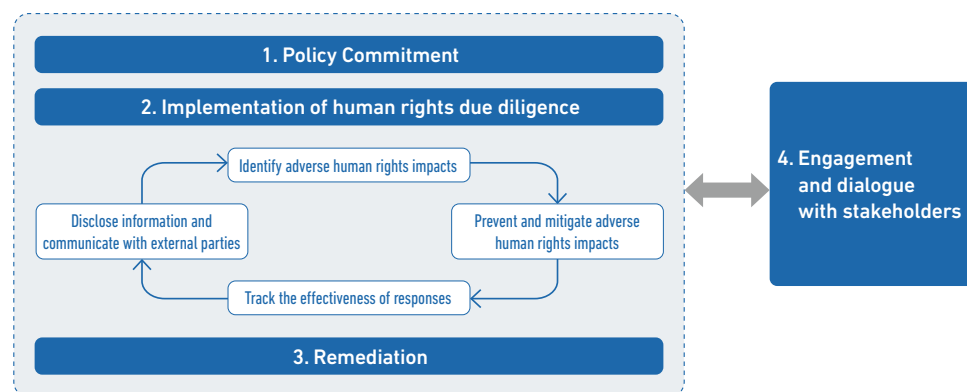 1. Policy Commitment
2. Implementation of human rights due diligence
Identify adverse human rights impacts
Disclose information and
communicate with external parties
Prevent and mitigate adverse
human rights impacts
Track the effectiveness of responses
3. Remediation
4. Engagement
and dialogue
with stakeholders